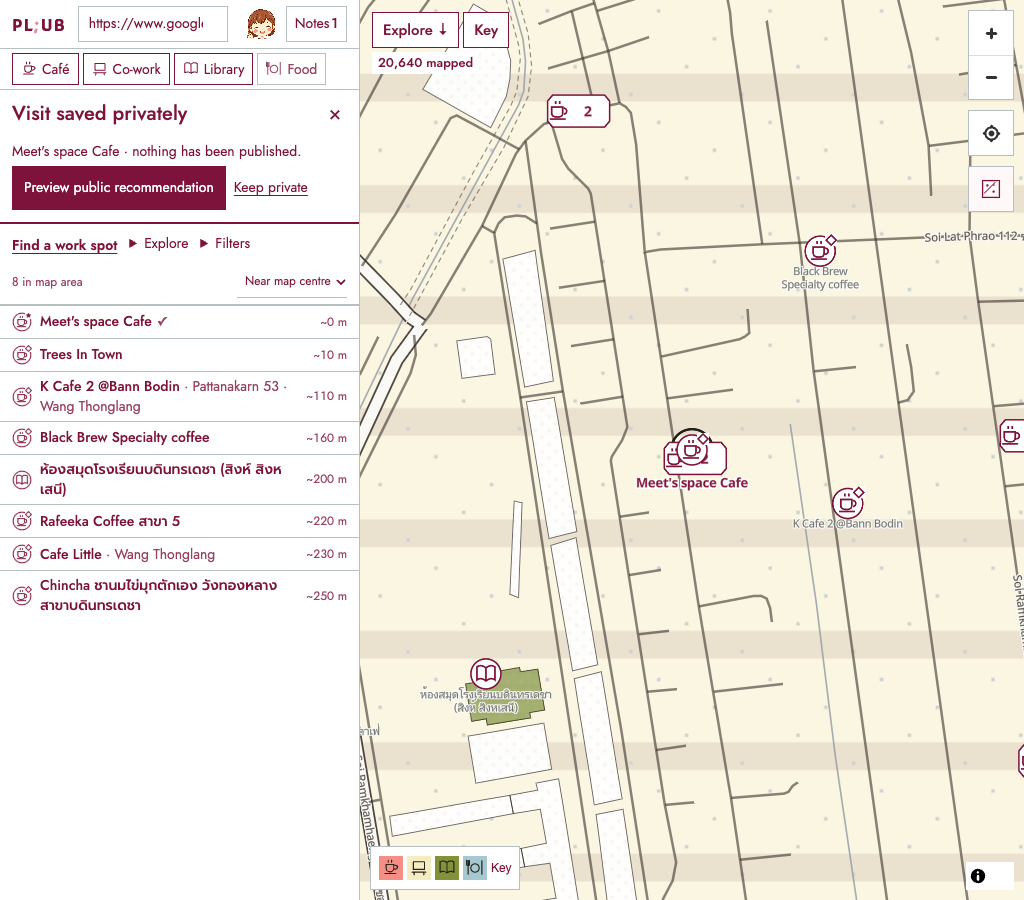 PL;UB
https://www.googl
Notes 1
Café
Co-work
Library
Food
Visit saved privately
×
Meet's space Cafe · nothing has been published.
Preview public recommendation
Keep private
Find a work spot
Explore
Filters
8 in map area
Near map centre
Meet's space Cafe ✓
~0 m
Trees In Town
~10 m
K Cafe 2 @Bann Bodin · Pattanakarn 53 ·
Wang Thonglang
~110 m
Black Brew Specialty coffee
~160 m
ห้องสมุดโรงเรียนบดินทรเดชา (สิงห์ สิงห
เสนี)
~200 m
Rafeeka Coffee สาขา 5
~220 m
Cafe Little · Wang Thonglang
~230 m
Chincha ชานมไข่มุกตักเอง วังทองหลาง
สาขาบดินทรเดชา
~250 m
Explore ↓
Key
20,640 mapped
+
−
2
Soi Lat Phrao 112
Black Brew
Specialty coffee
Meet's space Cafe
K Cafe 2 @Bann Bodin
ห้องสมุดโรงเรียนบดินทรเดชา
(สิงห์ สิงหเสนี)
Key